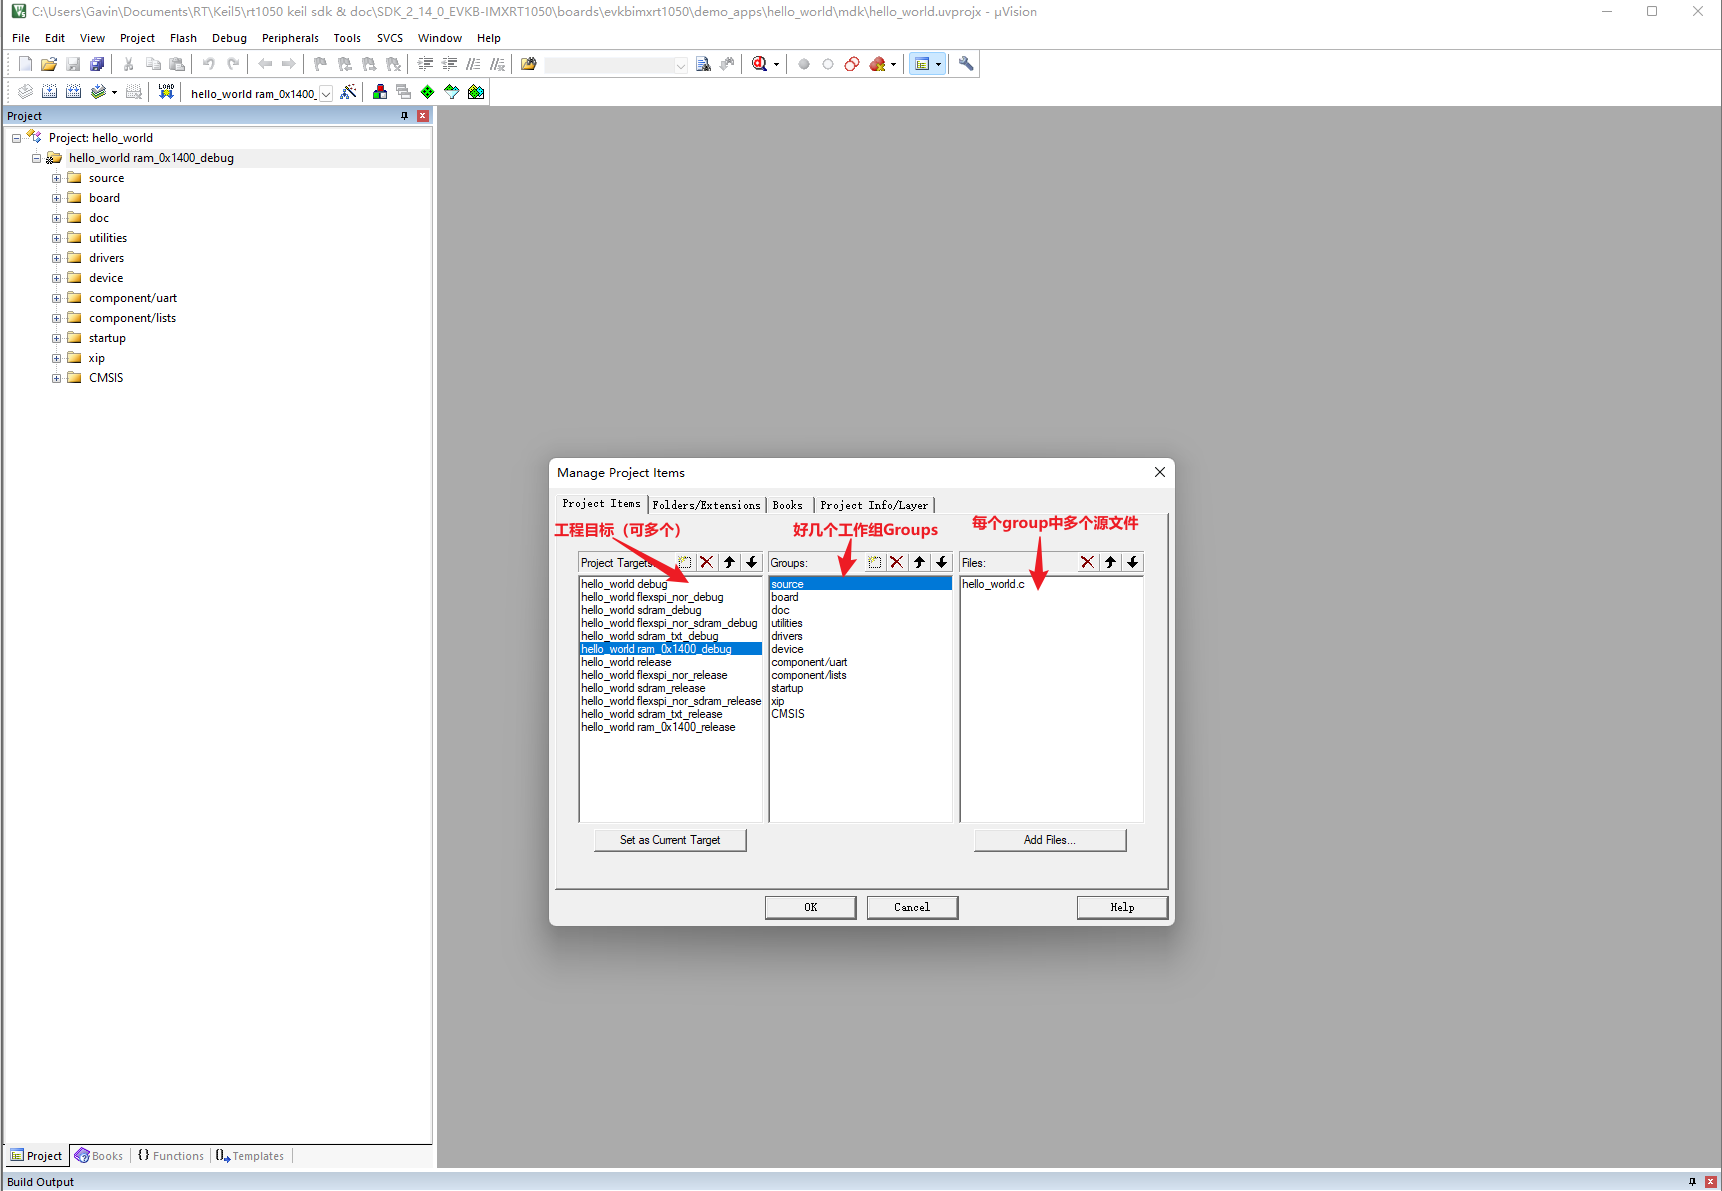 C:\Users\Gavin\Documents\RT\Keil5\rt1050 keil sdk & doc\SDK_2_14_0_EVKB-IMXRT1050\boards\evkbimxrt1050\demo_apps\hello_world\mdk\hello_world.uvprojx - µVision
File Edit View Project Flash Debug Peripherals Tools SVCS Window Help
LOAD
hello_world ram_0x1400_
Project
Project: hello_world
hello_world ram_0x1400_debug
source
board
doc
utilities
drivers
device
component/uart
component/lists
startup
xip
CMSIS
Manage Project Items
Project Items Folders/Extensions Books Project Info/Layer
工程目标（可多个） 好几个工作组Groups 每个group中多个源文件
Project Targets Groups: Files:
hello_world debug
hello_world flexspi_nor_debug
hello_world sdram_debug
hello_world flexspi_nor_sdram_debug
hello_world sdram_txt_debug
hello_world ram_0x1400_debug
hello_world release
hello_world flexspi_nor_release
hello_world sdram_release
hello_world flexspi_nor_sdram_release
hello_world sdram_txt_release
hello_world ram_0x1400_release
source
board
doc
utilities
drivers
device
component/uart
component/lists
startup
xip
CMSIS
hello_world.c
Set as Current Target Add Files...
OK Cancel Help
Project Books {} Functions Templates
Build Output